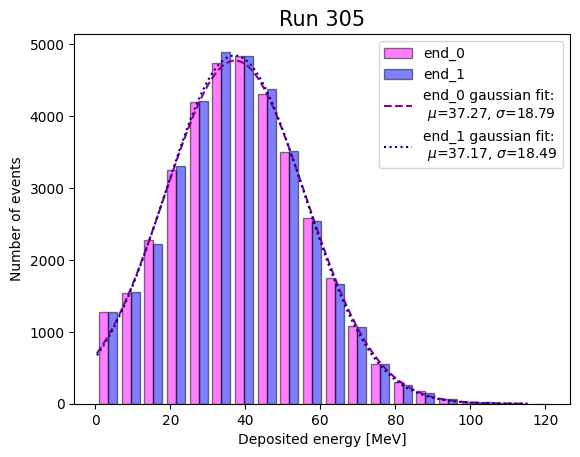 Run 305
Number of events
5000
4000
3000
2000
1000
0
0 20 40 60 80 100 120
Deposited energy [MeV]
end_0
end_1
end_0 gaussian fit:
μ=37.27, σ=18.79
end_1 gaussian fit:
μ=37.17, σ=18.49